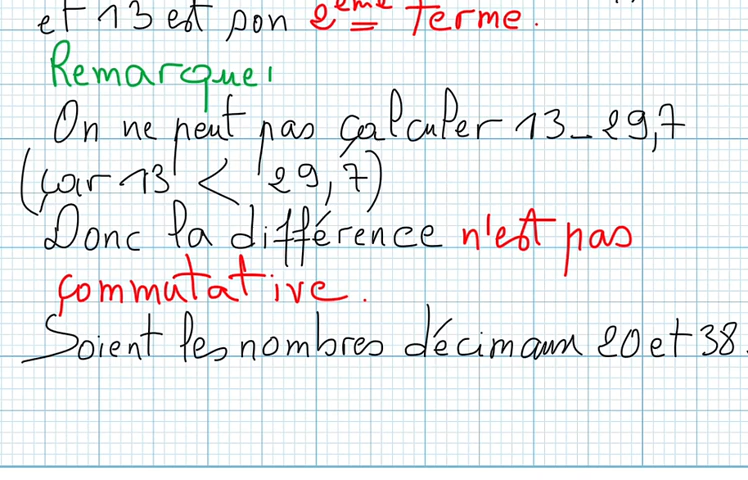 et 13 est son 2ème terme.
Remarque:
On ne peut pas calculer 13-29,7
(car 13 < 29,7)
Donc la différence n'est pas
commutative.
Soient les nombres décimaux 20 et 38.